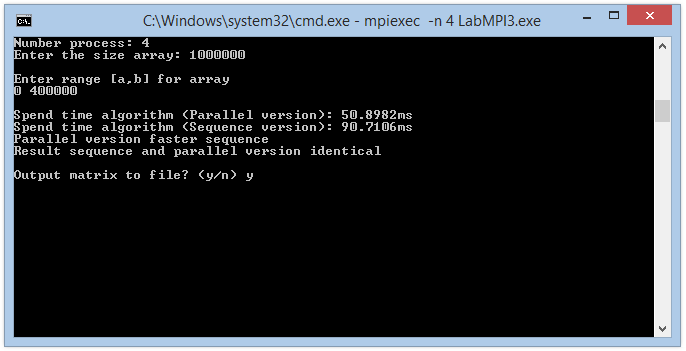 C:\Windows\system32\cmd.exe - mpiexec -n 4 LabMPI3.exe
Number process: 4
Enter the size array: 1000000
Enter range [a,b] for array
0 400000
Spend time algorithm (Parallel version): 50.8982ms
Spend time algorithm (Sequence version): 90.7106ms
Parallel version faster sequence
Result sequence and parallel version identical
Output matrix to file? (y/n) y